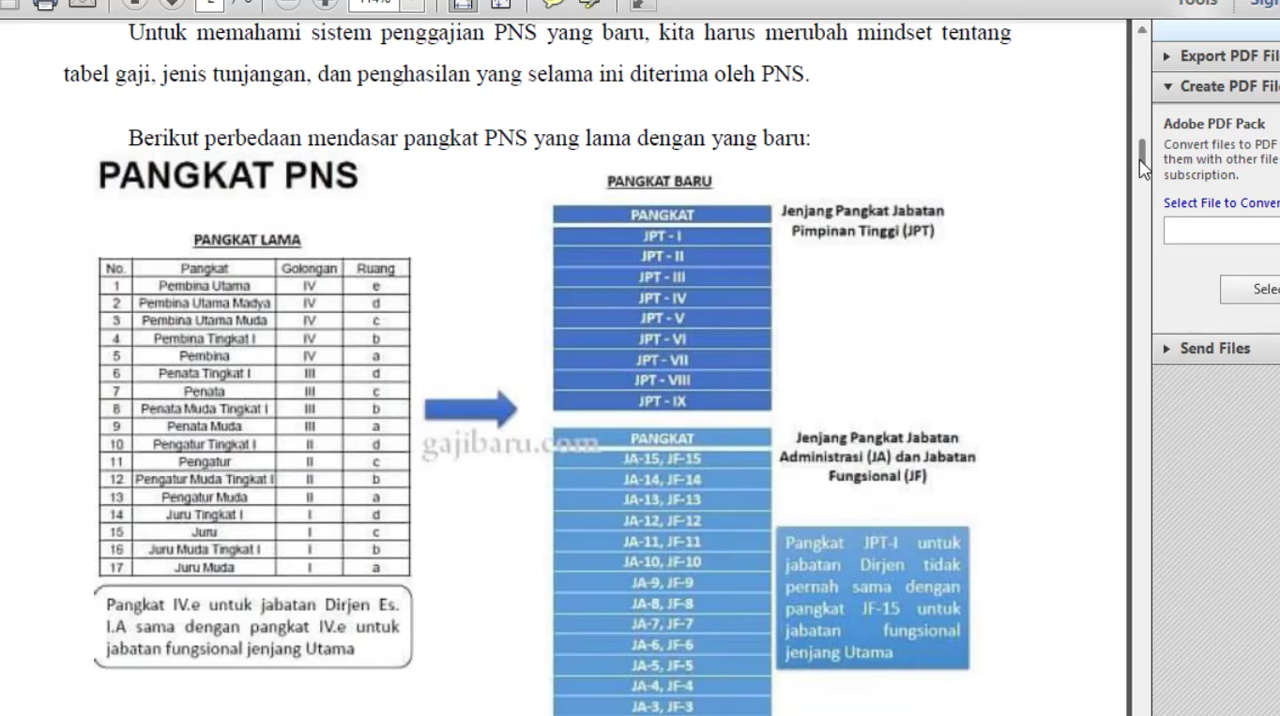 Tools
Untuk memahami sistem penggajian PNS yang baru, kita harus merubah mindset tentang
tabel gaji, jenis tunjangan, dan penghasilan yang selama ini diterima oleh PNS.
Berikut perbedaan mendasar pangkat PNS yang lama dengan yang baru:
PANGKAT PNS
PANGKAT LAMA
No. Pangkat Golongan Ruang
1 Pembina Utama IV e
2 Pembina Utama Madya IV d
3 Pembina Utama Muda IV c
4 Pembina Tingkat I IV b
5 Pembina IV a
6 Penata Tingkat I III d
7 Penata III c
8 Penata Muda Tingkat I III b
9 Penata Muda III a
10 Pengatur Tingkat I II d
11 Pengatur II c
12 Pengatur Muda Tingkat I II b
13 Pengatur Muda II a
14 Juru Tingkat I I d
15 Juru I c
16 Juru Muda Tingkat I I b
17 Juru Muda I a
Pangkat IV.e untuk jabatan Dirjen Es.
I.A sama dengan pangkat IV.e untuk
jabatan fungsional jenjang Utama
gajibaru.com
PANGKAT BARU
PANGKAT
JPT - I
JPT - II
JPT - III
JPT - IV
JPT - V
JPT - VI
JPT - VII
JPT - VIII
JPT - IX
Jenjang Pangkat Jabatan
Pimpinan Tinggi (JPT)
PANGKAT
JA-15, JF-15
JA-14, JF-14
JA-13, JF-13
JA-12, JF-12
JA-11, JF-11
JA-10, JF-10
JA-9, JF-9
JA-8, JF-8
JA-7, JF-7
JA-6, JF-6
JA-5, JF-5
JA-4, JF-4
JA-3, JF-3
Jenjang Pangkat Jabatan
Administrasi (JA) dan Jabatan
Fungsional (JF)
Pangkat JPT-I untuk
jabatan Dirjen tidak
pernah sama dengan
pangkat JF-15 untuk
jabatan fungsional
jenjang Utama
Export PDF Fil
Create PDF File
Adobe PDF Pack
Convert files to PDF
them with other file
subscription.
Select File to Conver
Selec
Send Files